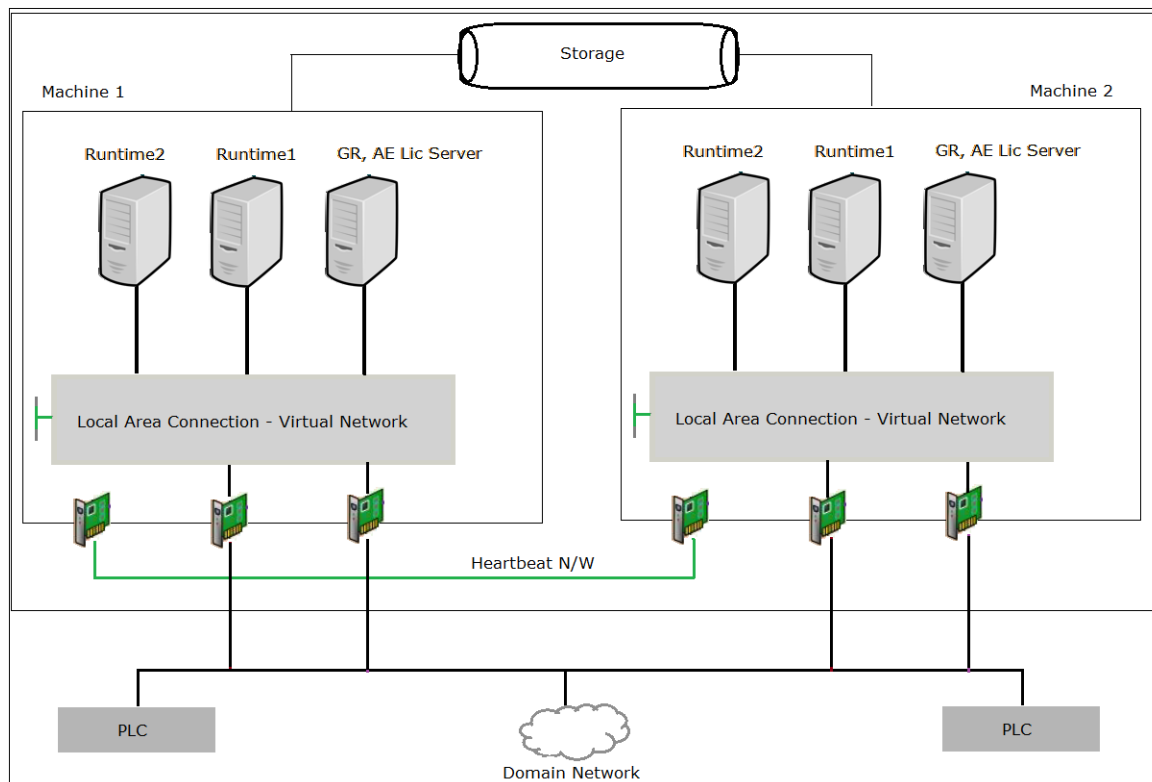 Storage
Machine 1
Machine 2
Runtime2
Runtime1
GR, AE Lic Server
Runtime2
Runtime1
GR, AE Lic Server
Local Area Connection - Virtual Network
Local Area Connection - Virtual Network
Heartbeat N/W
PLC
PLC
Domain Network